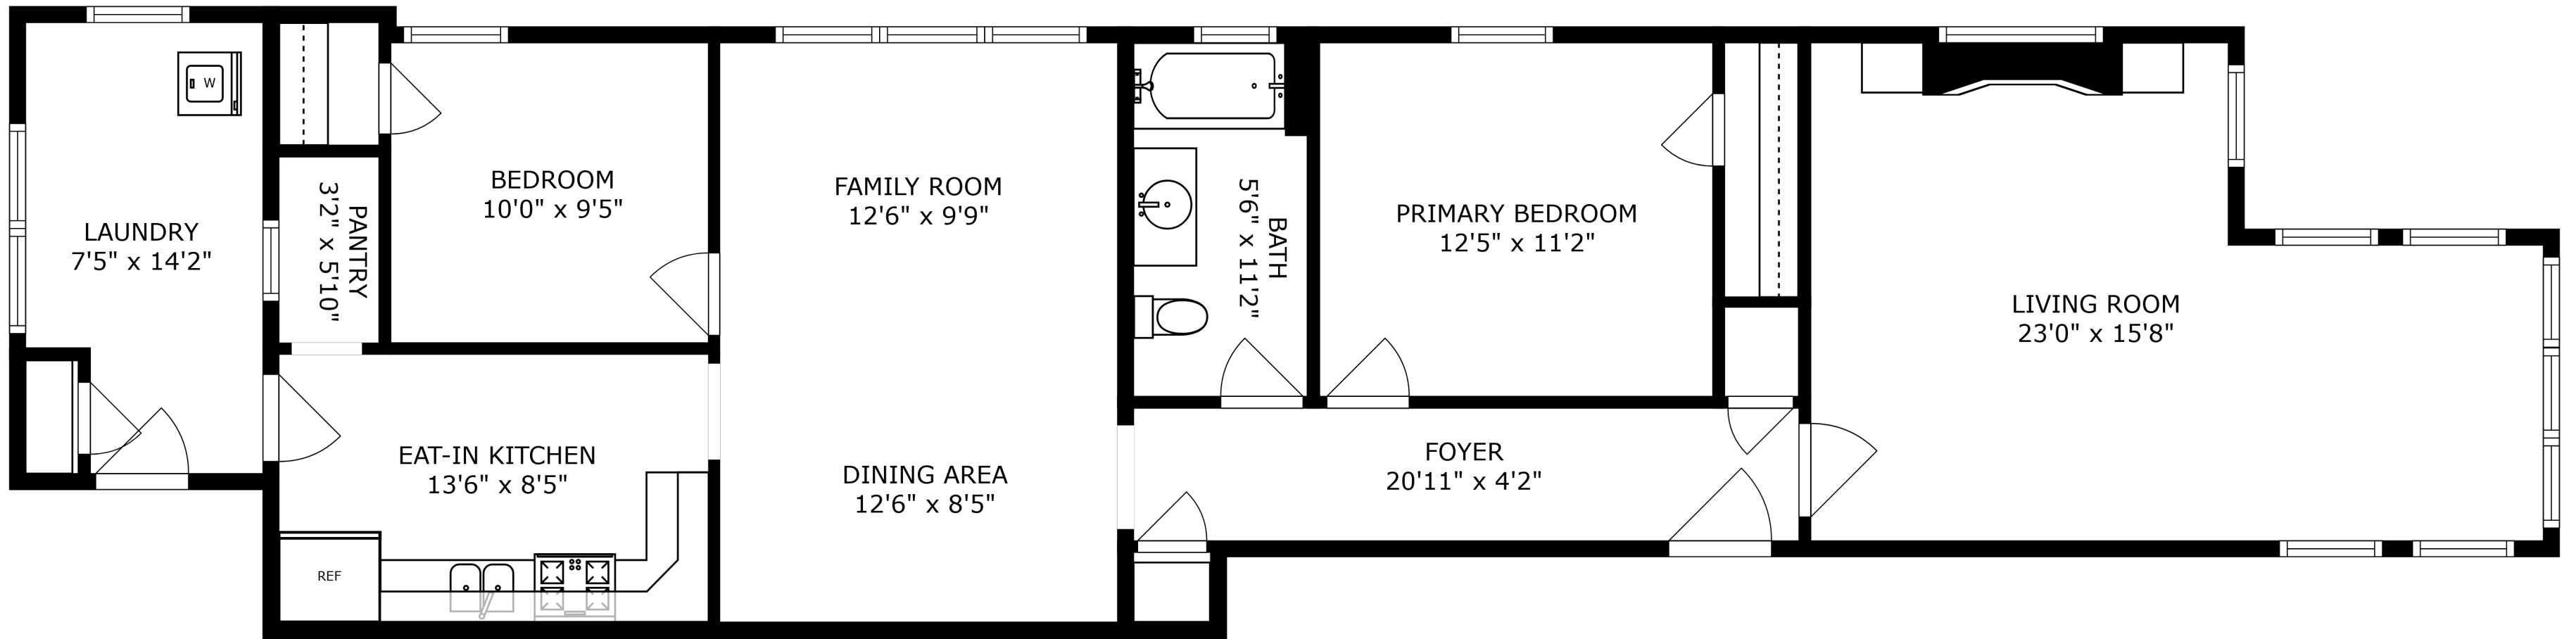 W
LAUNDRY
7'5" x 14'2"
PANTRY
3'2" x 5'10"
BEDROOM
10'0" x 9'5"
FAMILY ROOM
12'6" x 9'9"
BATH
5'6" x 11'2"
PRIMARY BEDROOM
12'5" x 11'2"
LIVING ROOM
23'0" x 15'8"
EAT-IN KITCHEN
13'6" x 8'5"
DINING AREA
12'6" x 8'5"
FOYER
20'11" x 4'2"
REF